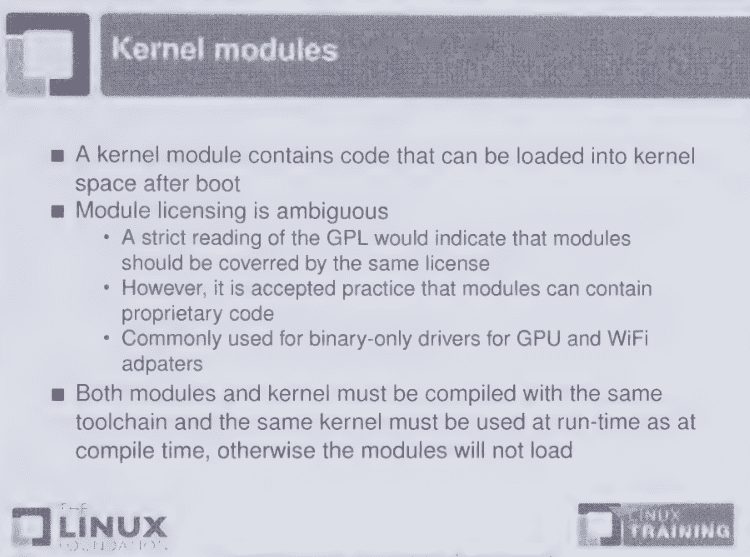 Kernel modules
■ A kernel module contains code that can be loaded into kernel
space after boot
■ Module licensing is ambiguous
• A strict reading of the GPL would indicate that modules
should be coverred by the same license
• However, it is accepted practice that modules can contain
proprietary code
• Commonly used for binary-only drivers for GPU and WiFi
adpaters
■ Both modules and kernel must be compiled with the same
toolchain and the same kernel must be used at run-time as at
compile time, otherwise the modules will not load
THE
LINUX
FOUNDATION
LINUX
TRAINING